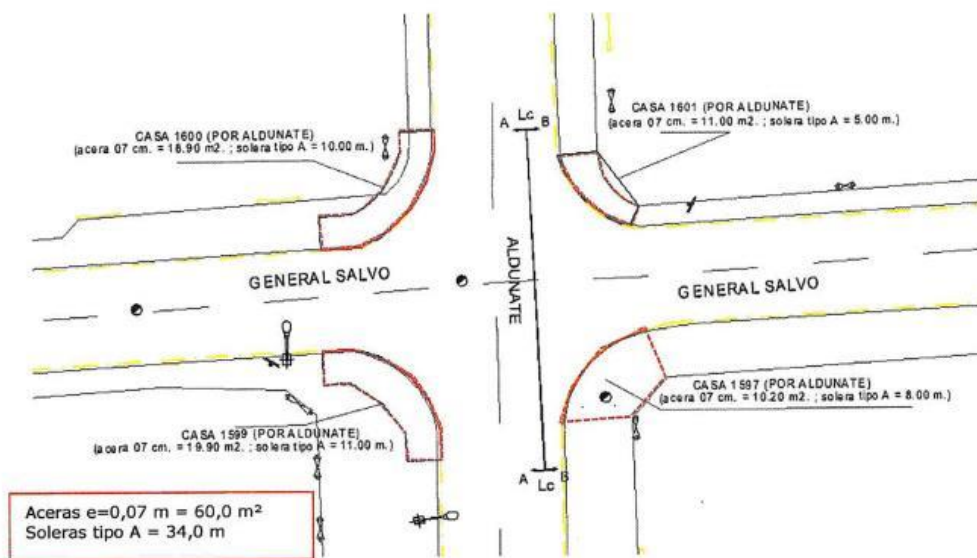 CASA 1600 (POR ALDUNATE)
(acera 07 cm. = 18.90 m2. ; solera tipo A = 10.00 m.)
A Lc B
CASA 1601 (POR ALDUNATE)
(acera 07 cm. = 11.00 m2. ; solera tipo A = 5.00 m.)
GENERAL SALVO
ALDUNATE
GENERAL SALVO
CASA 1597 (POR ALDUNATE)
(acera 07 cm. = 10.20 m2. ; solera tipo A = 8.00 m.)
CASA 1599 (POR ALDUNATE)
(acera 07 cm. = 19.90 m2. ; solera tipo A = 11.00 m.)
A Lc B
Aceras e=0,07 m = 60,0 m²
Soleras tipo A = 34,0 m